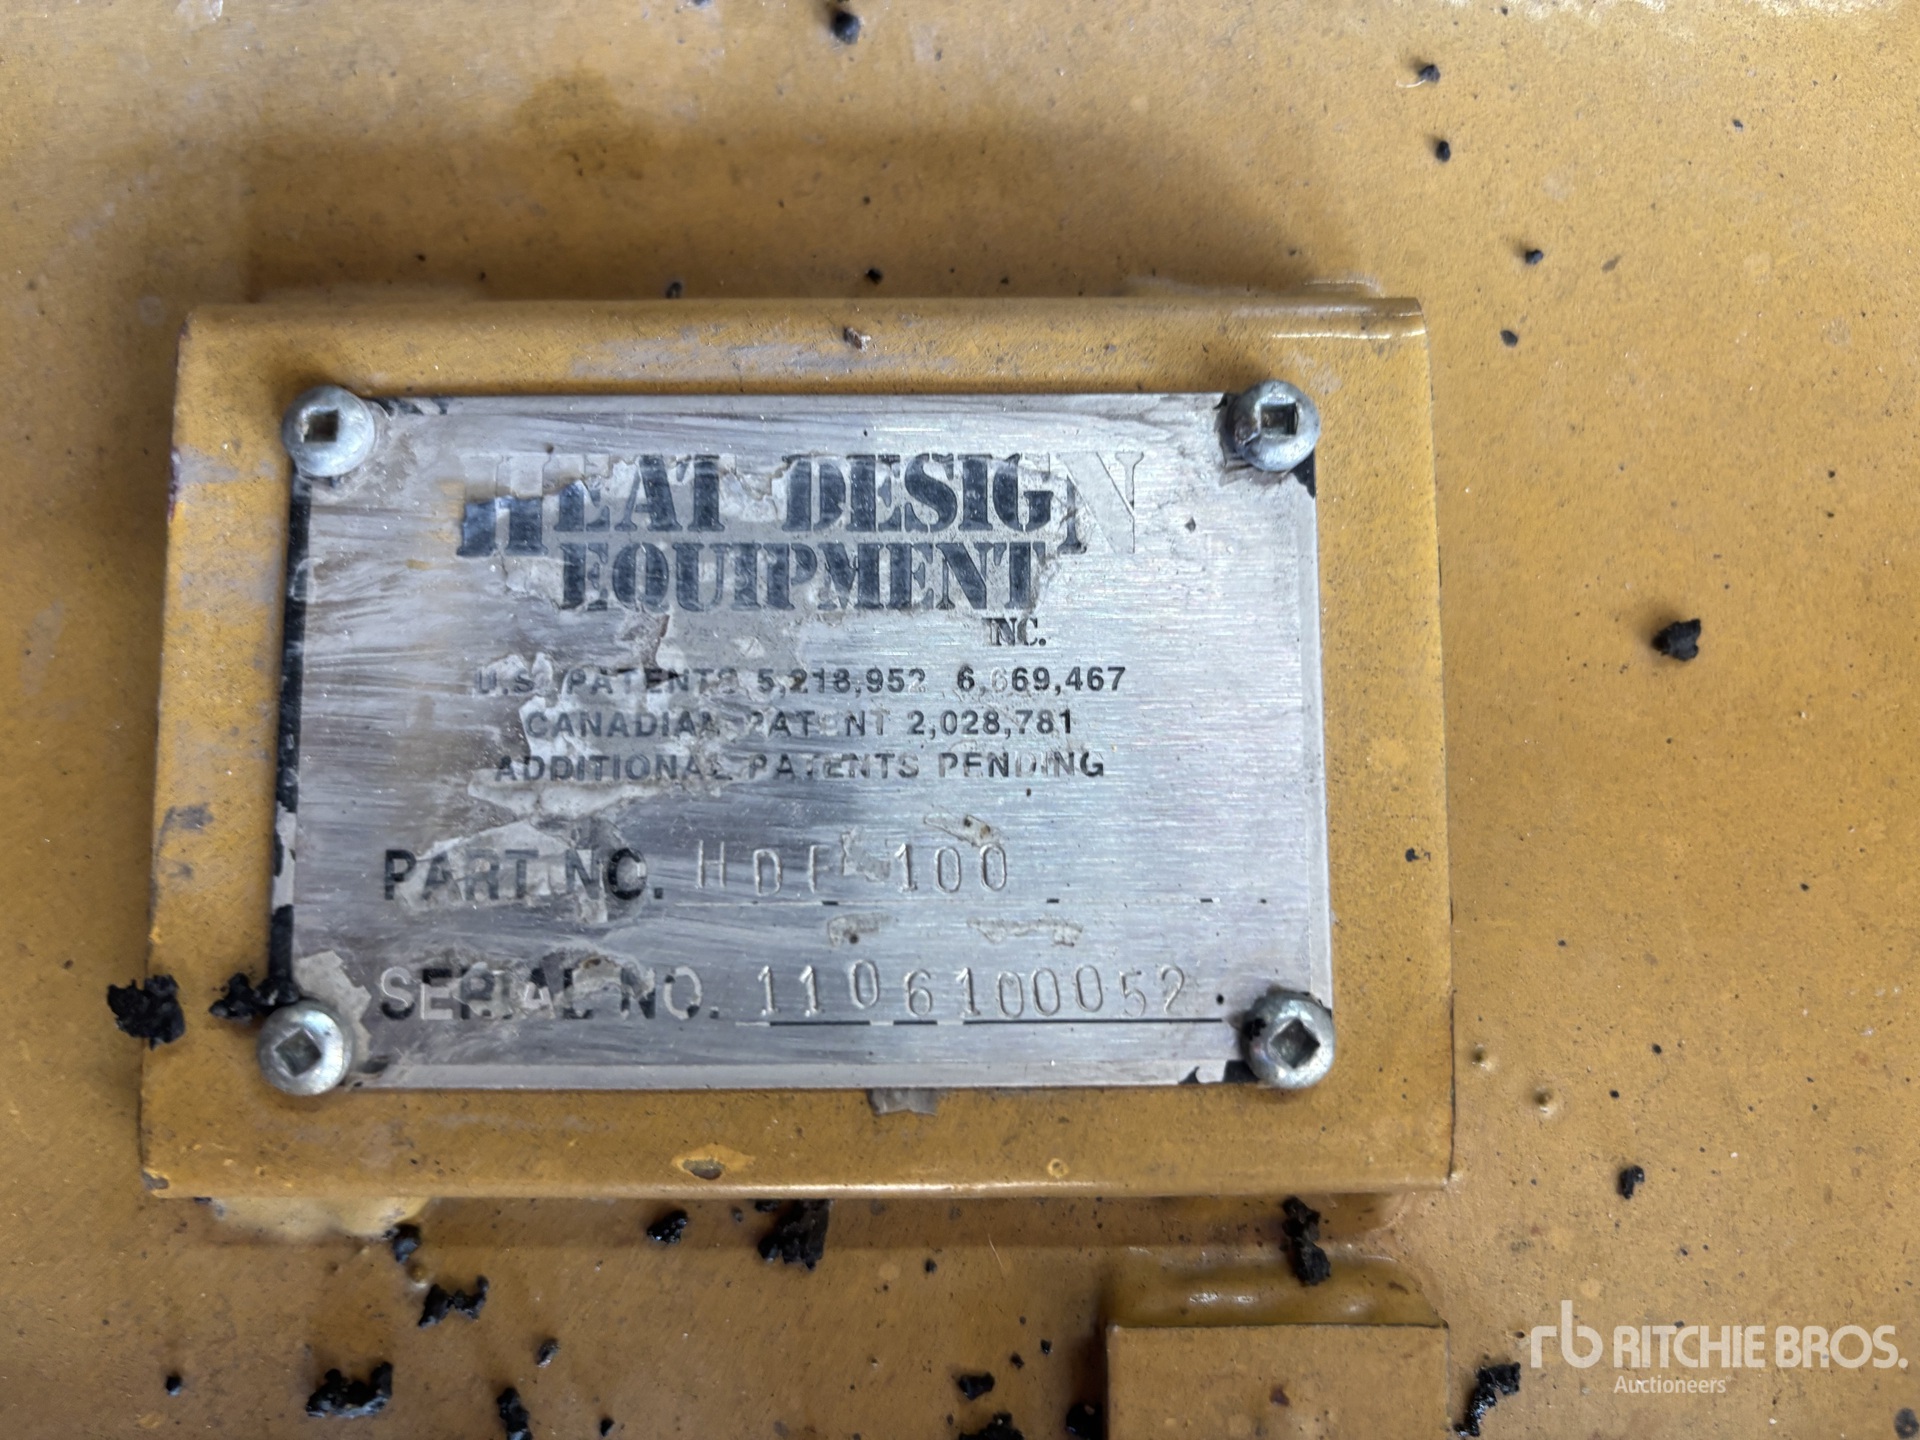 HEAT DESIGN
EQUIPMENT
INC.
U.S. PATENTS 5,218,952 6,669,467
CANADIAN PATENT 2,028,781
ADDITIONAL PATENTS PENDING
PART NO. 100
SERIAL NO. 1106100052
rb RITCHIE BROS.
Auctioneers